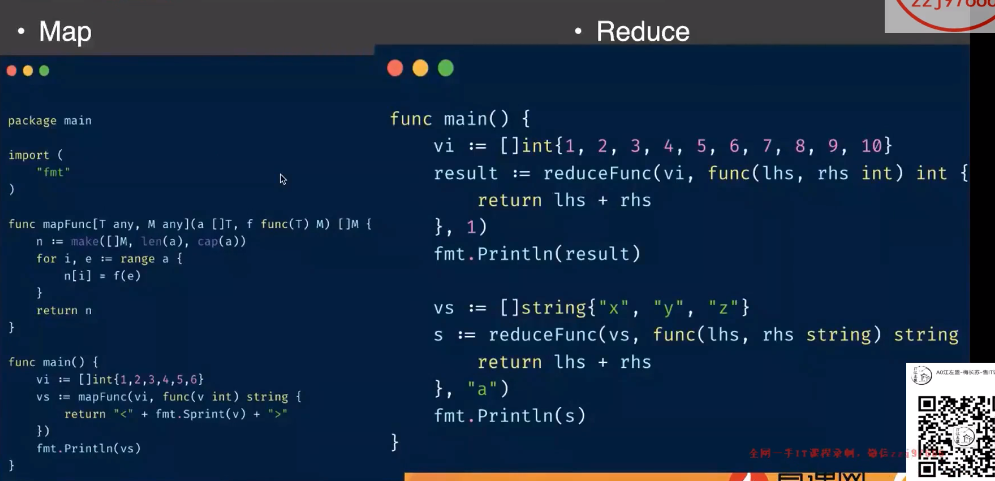 • Map
package main
import (
"fmt"
)
func mapFunc[T any, M any](a []T, f func(T) M) []M {
n := make([]M, len(a), cap(a))
for i, e := range a {
n[i] = f(e)
}
return n
}
func main() {
vi := []int{1,2,3,4,5,6}
vs := mapFunc(vi, func(v int) string {
return "<" + fmt.Sprint(v) + ">"
})
fmt.Println(vs)
}
• Reduce
func main() {
vi := []int{1, 2, 3, 4, 5, 6, 7, 8, 9, 10}
result := reduceFunc(vi, func(lhs, rhs int) int {
return lhs + rhs
}, 1)
fmt.Println(result)
vs := []string{"x", "y", "z"}
s := reduceFunc(vs, func(lhs, rhs string) string
return lhs + rhs
}, "a")
fmt.Println(s)
}